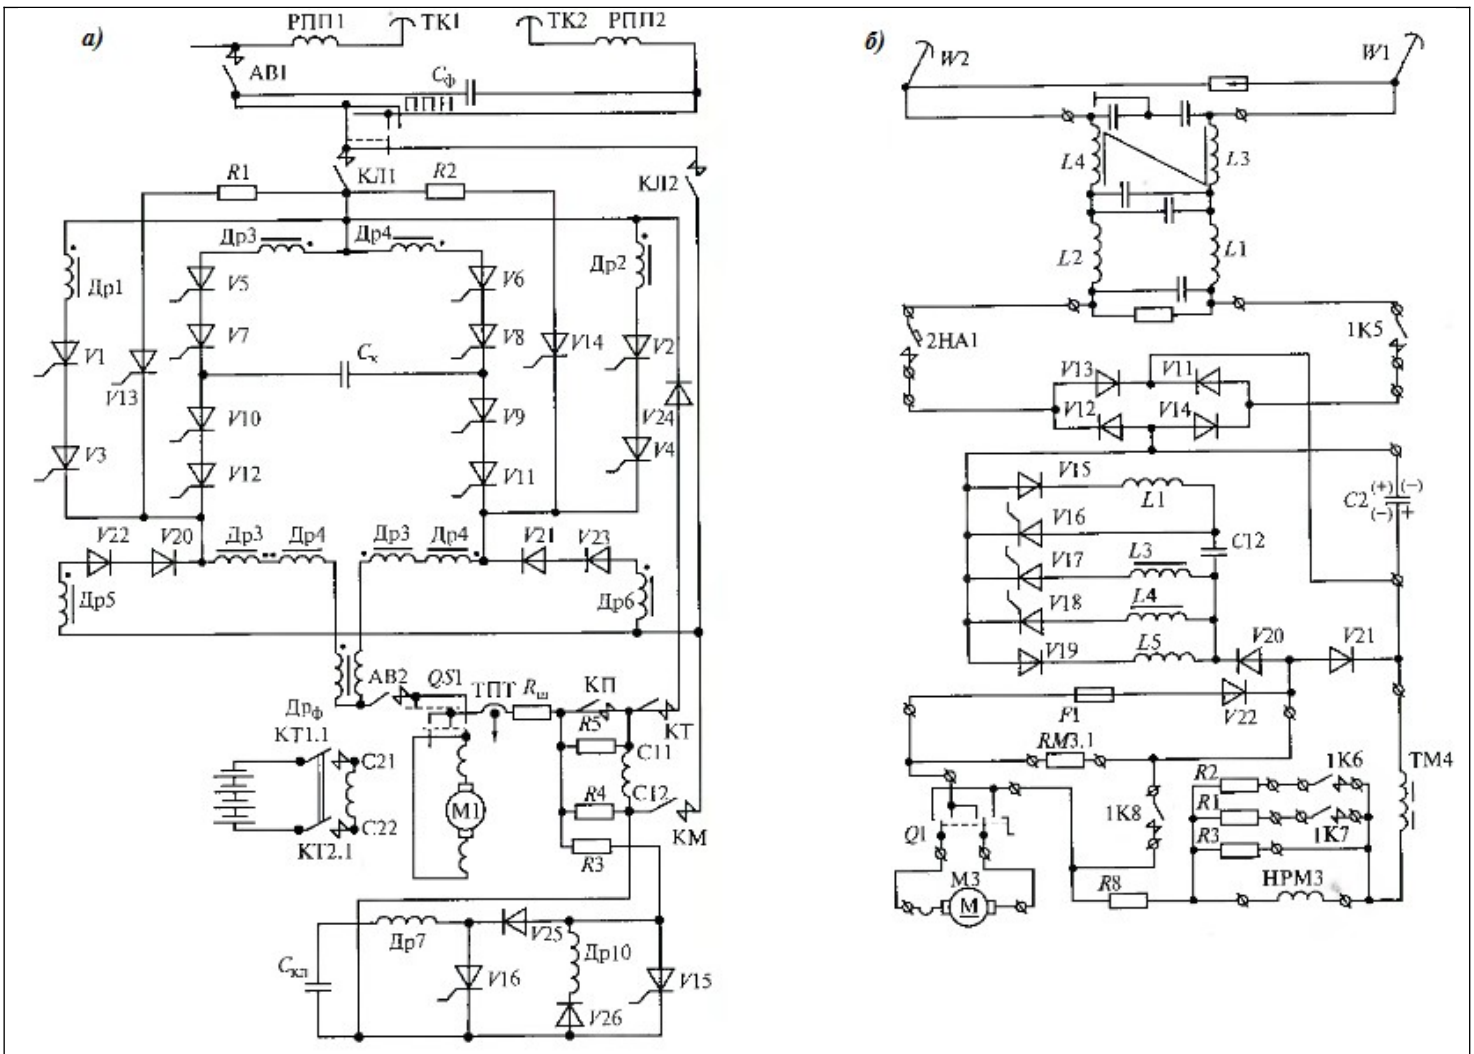 а)
РПП1
ТК1
ТК2
РПП2
АВ1
Cф
ППН
R1
КЛ1
R2
КЛ2
Др3
Др4
Др1
V5
V6
Др2
V7
V8
V14
V2
V1
V13
Cк
V10
V9
V24
V3
V12
V11
V4
V22
V20
Др3
Др4
Др3
Др4
V21
V23
Др5
Др6
Дрф
АВ2
QS1
ТПТ
Rш
КП
КТ
R5
С11
КТ1.1
С21
М1
R4
С12
КМ
С22
КТ2.1
R3
Др7
V25
Др10
Cкл
V16
V15
V26
б)
W2
W1
L4
L3
L2
L1
2НА1
1К5
V13
V11
V12
V14
V15
L1
С2
(+)
(−)
(−)
+
V16
С12
V17
L3
V18
L4
V19
L5
V20
V21
F1
V22
RM3.1
ТМ4
R2
1К6
R1
1К7
1К8
R3
Q1
М3
М
R8
НРМ3